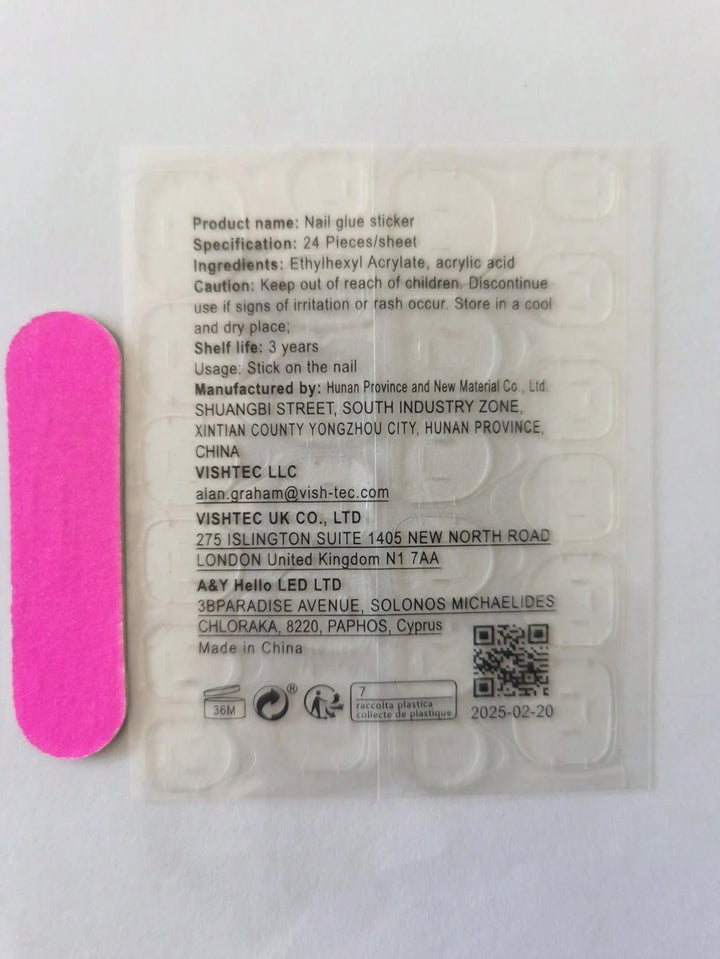 Product name: Nail glue sticker
Specification: 24 Pieces/sheet
Ingredients: Ethylhexyl Acrylate, acrylic acid
Caution: Keep out of reach of children. Discontinue
use if signs of irritation or rash occur. Store in a cool
and dry place;
Shelf life: 3 years
Usage: Stick on the nail
Manufactured by: Hunan Province and New Material Co., Ltd.
SHUANGBI STREET, SOUTH INDUSTRY ZONE,
XINTIAN COUNTY YONGZHOU CITY, HUNAN PROVINCE,
CHINA
VISHTEC LLC
alan.graham@vish-tec.com
VISHTEC UK CO., LTD
275 ISLINGTON SUITE 1405 NEW NORTH ROAD
LONDON United Kingdom N1 7AA
A&Y Hello LED LTD
3BPARADISE AVENUE, SOLONOS MICHAELIDES
CHLORAKA, 8220, PAPHOS, Cyprus
Made in China
36M
®
7
raccolta plastica
collecte de plastique
2025-02-20